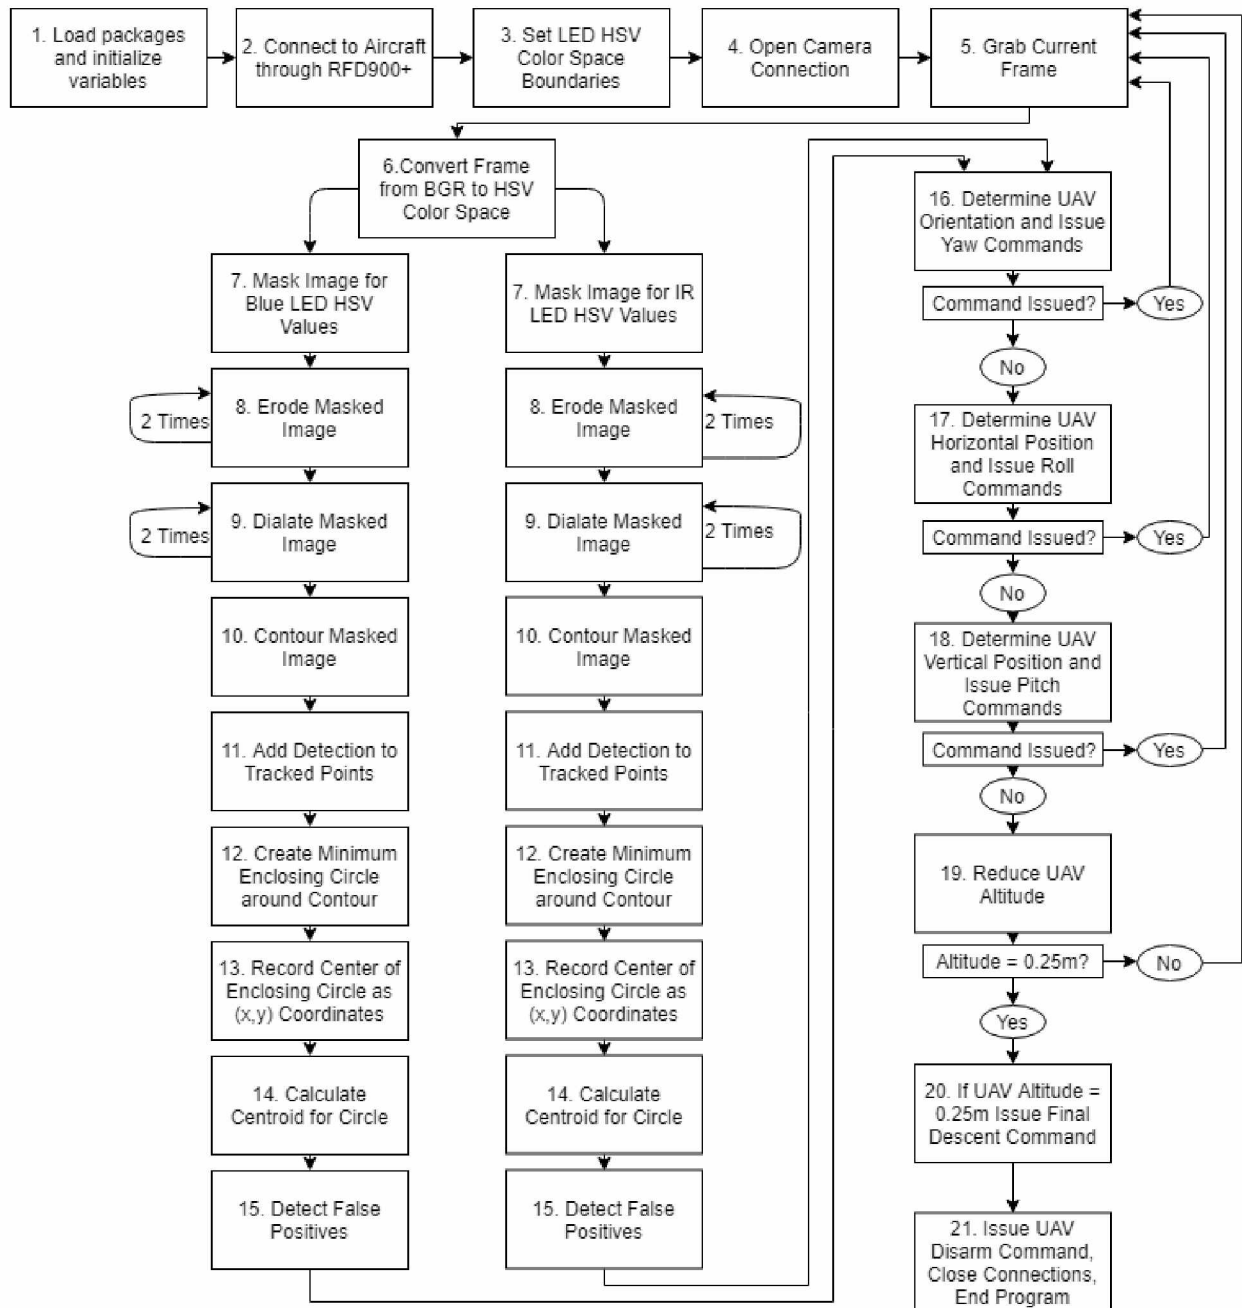 1. Load packages
and initialize
variables
2. Connect to Aircraft
through RFD900+
3. Set LED HSV
Color Space
Boundaries
4. Open Camera
Connection
5. Grab Current
Frame
6.Convert Frame
from BGR to HSV
Color Space
7. Mask Image for
Blue LED HSV
Values
8. Erode Masked
Image
2 Times
9. Dialate Masked
Image
2 Times
10. Contour Masked
Image
11. Add Detection to
Tracked Points
12. Create Minimum
Enclosing Circle
around Contour
13. Record Center of
Enclosing Circle as
(x,y) Coordinates
14. Calculate
Centroid for Circle
15. Detect False
Positives
7. Mask Image for IR
LED HSV Values
8. Erode Masked
Image
2 Times
9. Dialate Masked
Image
2 Times
10. Contour Masked
Image
11. Add Detection to
Tracked Points
12. Create Minimum
Enclosing Circle
around Contour
13. Record Center of
Enclosing Circle as
(x,y) Coordinates
14. Calculate
Centroid for Circle
15. Detect False
Positives
16. Determine UAV
Orientation and Issue
Yaw Commands
Command Issued?
Yes
No
17. Determine UAV
Horizontal Position
and Issue Roll
Commands
Command Issued?
Yes
No
18. Determine UAV
Vertical Position and
Issue Pitch
Commands
Command Issued?
Yes
No
19. Reduce UAV
Altitude
Altitude = 0.25m?
No
Yes
20. If UAV Altitude =
0.25m Issue Final
Descent Command
21. Issue UAV
Disarm Command,
Close Connections,
End Program